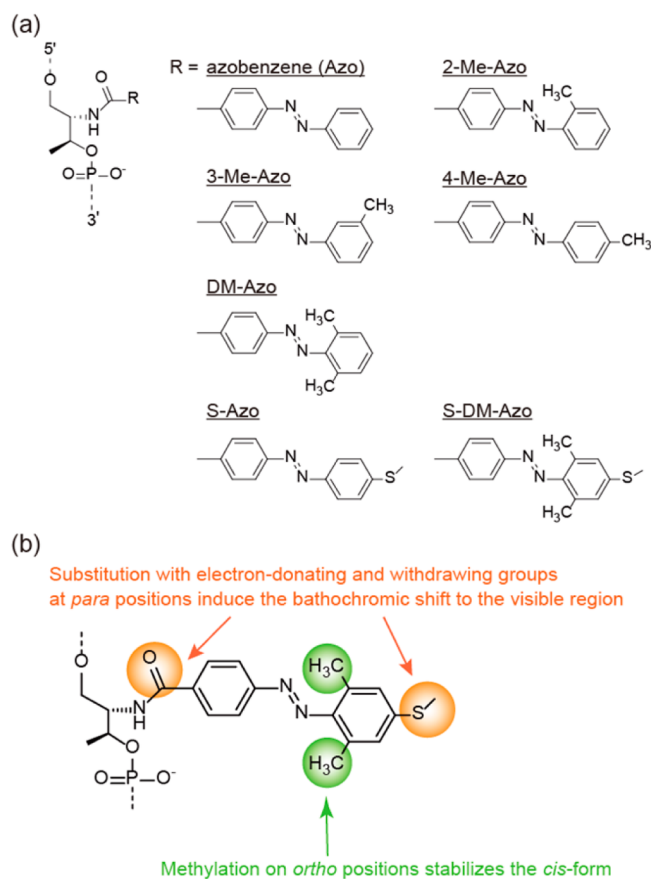 (a)
5'
O
O
R
N
H
O
O=P-O-
3'
R = azobenzene (Azo)
N
N
2-Me-Azo
CH3
N
N
3-Me-Azo
CH3
N
N
4-Me-Azo
N
N
CH3
DM-Azo
H3C
N
N
H3C
S-Azo
N
N
S
S-DM-Azo
H3C
N
N
H3C
S
(b)
Substitution with electron-donating and withdrawing groups
at para positions induce the bathochromic shift to the visible region
O
O
N
H
O
O=P-O-
N
N
H3C
H3C
S
Methylation on ortho positions stabilizes the cis-form